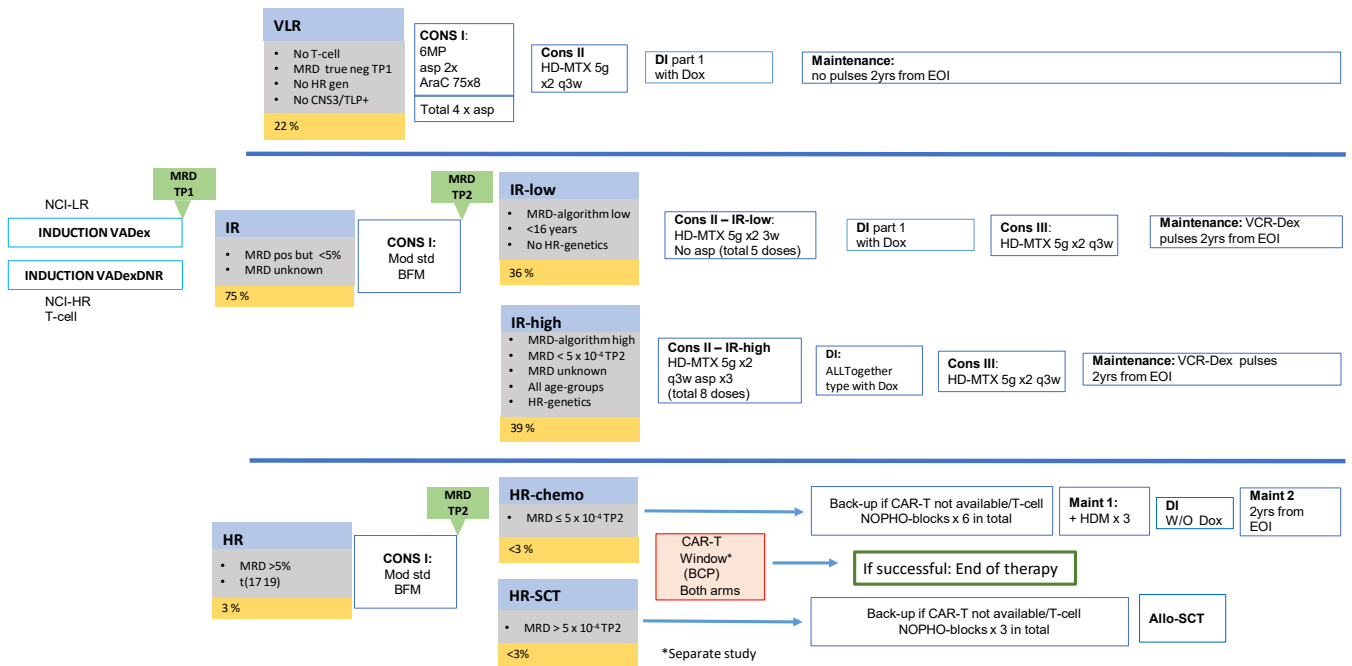 VLR
• No T-cell
• MRD true neg TP1
• No HR gen
• No CNS3/TLP+
22 %
CONS I:
6MP
asp 2x
AraC 75x8
Total 4 x asp
Cons II
HD-MTX 5g
x2 q3w
DI part 1
with Dox
Maintenance:
no pulses 2yrs from EOI
NCI-LR
INDUCTION VADex
INDUCTION VADexDNR
NCI-HR
T-cell
MRD
TP1
IR
• MRD pos but <5%
• MRD unknown
75 %
CONS I:
Mod std
BFM
MRD
TP2
IR-low
• MRD-algorithm low
• <16 years
• No HR-genetics
36 %
Cons II – IR-low:
HD-MTX 5g x2 3w
No asp (total 5 doses)
DI part 1
with Dox
Cons III:
HD-MTX 5g x2 q3w
Maintenance: VCR-Dex
pulses 2yrs from EOI
IR-high
• MRD-algorithm high
• MRD < 5 x 10⁻⁴ TP2
• MRD unknown
• All age-groups
• HR-genetics
39 %
Cons II – IR-high
HD-MTX 5g x2
q3w asp x3
(total 8 doses)
DI:
ALLTogether
type with Dox
Cons III:
HD-MTX 5g x2 q3w
Maintenance: VCR-Dex pulses
2yrs from EOI
HR
• MRD >5%
• t(17 19)
3 %
CONS I:
Mod std
BFM
MRD
TP2
HR-chemo
• MRD ≤ 5 x 10⁻⁴ TP2
<3 %
HR-SCT
• MRD > 5 x 10⁻⁴ TP2
<3%
CAR-T
Window*
(BCP)
Both arms
*Separate study
Back-up if CAR-T not available/T-cell
NOPHO-blocks x 6 in total
Maint 1:
+ HDM x 3
DI
W/O Dox
Maint 2
2yrs from
EOI
If successful: End of therapy
Back-up if CAR-T not available/T-cell
NOPHO-blocks x 3 in total
Allo-SCT